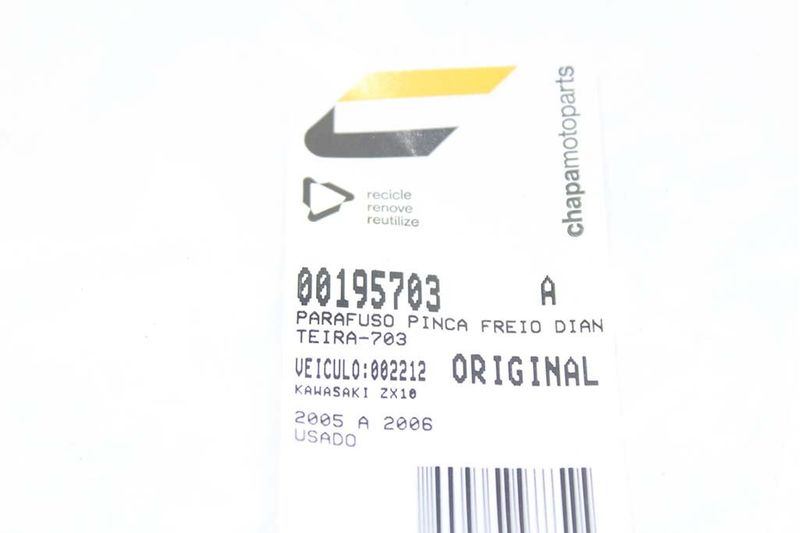 chapamotoparts
recicle
renove
reutilize
00195703 A
PARAFUSO PINCA FREIO DIAN
TEIRA-703
VEICULO:002212 ORIGINAL
KAWASAKI ZX10
2005 A 2006
USADO